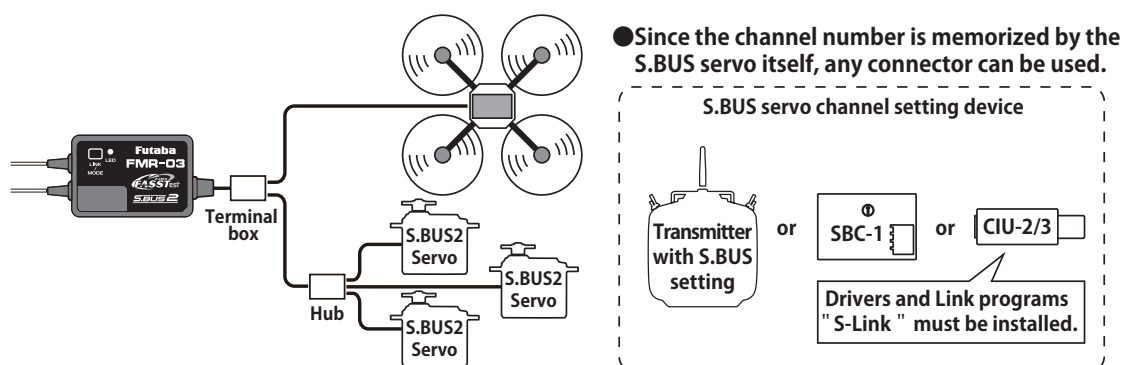 LINK
/
MODE
LED
Futaba
FMR-03
FASSTest
S.BUS2
Terminal
box
Hub
S.BUS2
Servo
S.BUS2
Servo
S.BUS2
Servo
●Since the channel number is memorized by the
S.BUS servo itself, any connector can be used.
S.BUS servo channel setting device
Transmitter
with S.BUS
setting
or
SBC-1
or
CIU-2/3
Drivers and Link programs
"S-Link" must be installed.